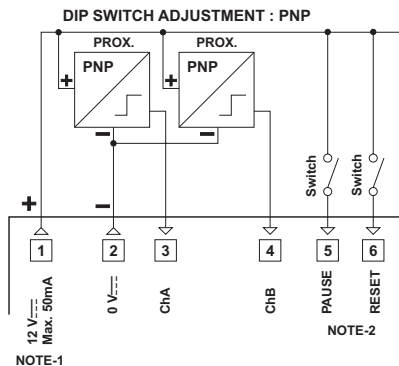 DIP SWITCH ADJUSTMENT : PNP
PROX.
PROX.
PNP
PNP
+
+
−
−
Switch
Switch
+
−
1
2
3
4
5
6
12 V
Max. 50mA
0 V
ChA
ChB
PAUSE
RESET
NOTE-2
NOTE-1